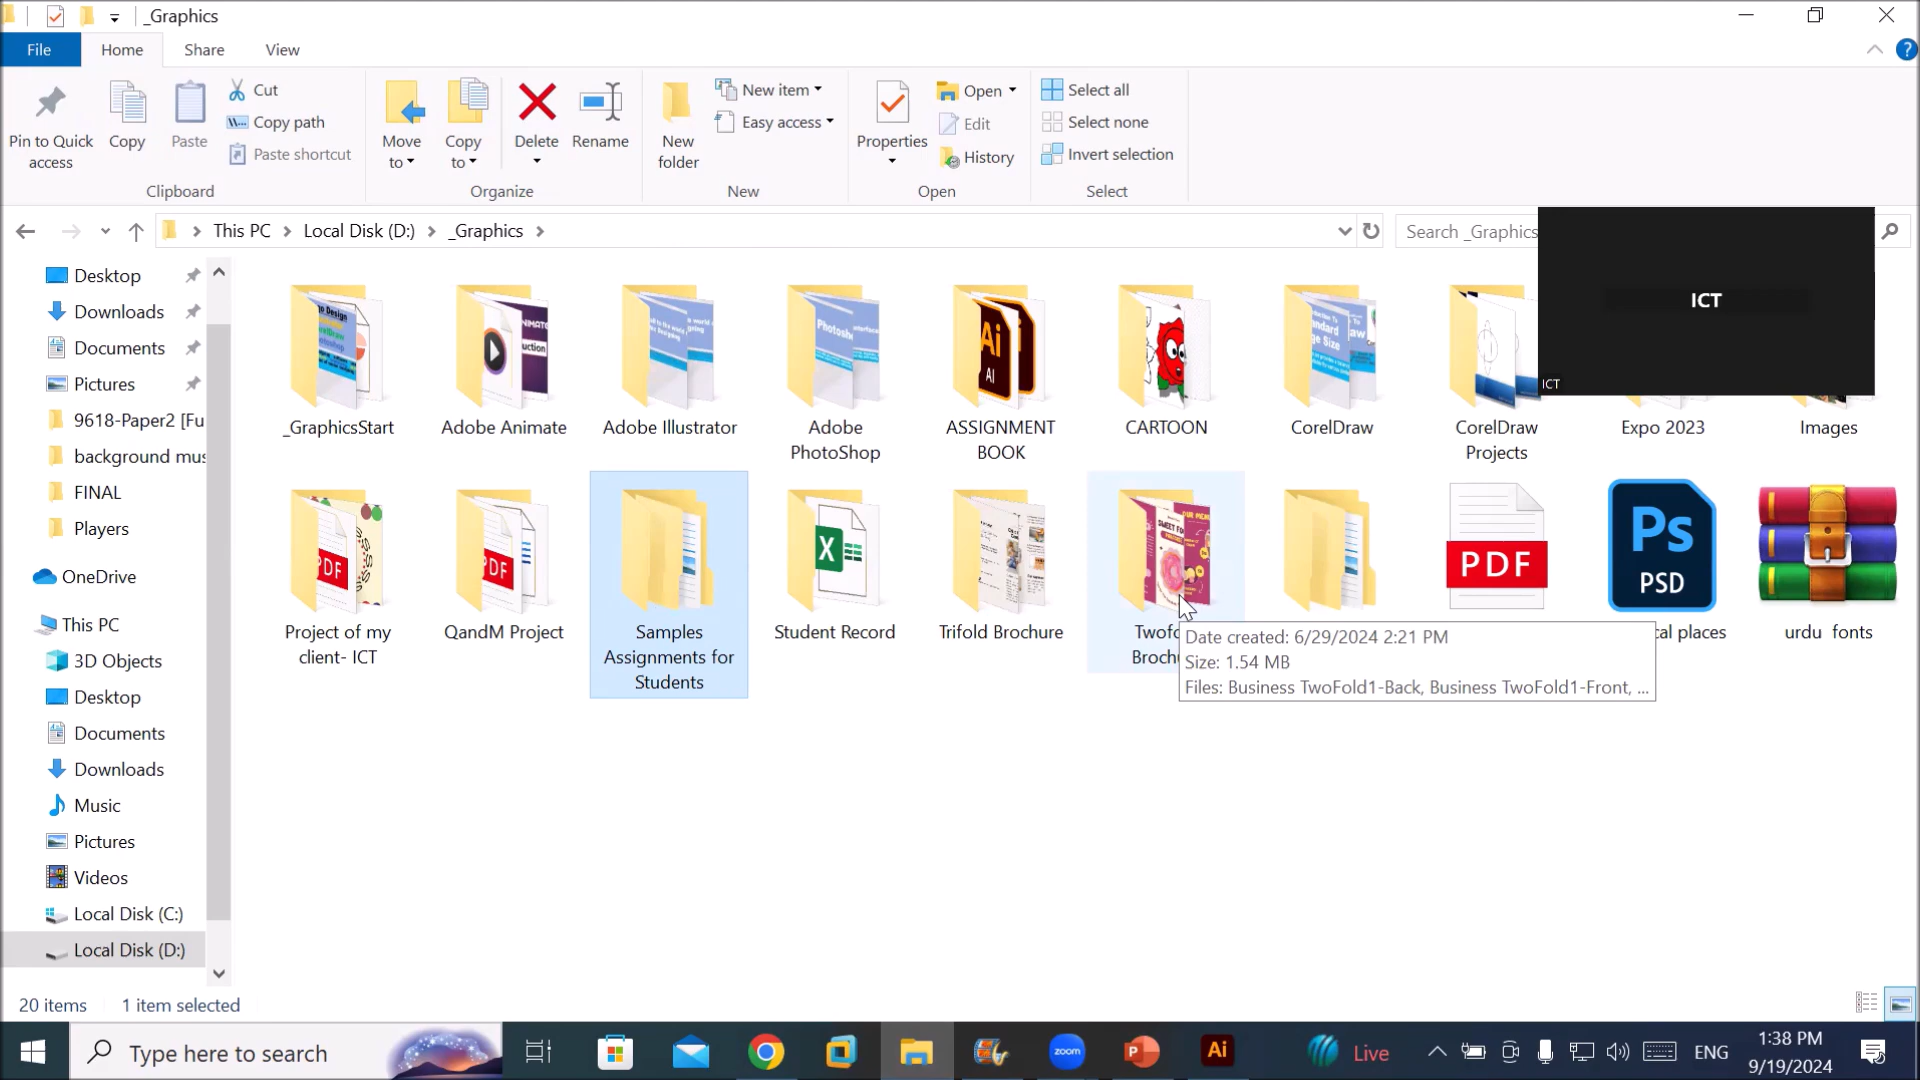 _Graphics
File
Home
Share
View
Pin to Quick
access
Copy
Paste
Cut
Copy path
Paste shortcut
Clipboard
Move
to
Copy
to
Delete
Rename
Organize
New
folder
New item
Easy access
New
Properties
Open
Edit
History
Open
Select all
Select none
Invert selection
Select
This PC
Local Disk (D:)
_Graphics
Search _Graphics
ICT
ICT
Desktop
Downloads
Documents
Pictures
9618-Paper2 [Fu
background mus
FINAL
Players
OneDrive
This PC
3D Objects
Desktop
Documents
Downloads
Music
Pictures
Videos
Local Disk (C:)
Local Disk (D:)
_GraphicsStart
Adobe Animate
Adobe Illustrator
Adobe
PhotoShop
Ai
AI
ASSIGNMENT
BOOK
CARTOON
CorelDraw
CorelDraw
Projects
Expo 2023
Images
PDF
Project of my
client- ICT
PDF
QandM Project
Samples
Assignments for
Students
X
Student Record
Trifold Brochure
Twofo
Broch
PDF
Ps
PSD
al places
urdu fonts
Date created: 6/29/2024 2:21 PM
Size: 1.54 MB
Files: Business TwoFold1-Back, Business TwoFold1-Front, ...
20 items
1 item selected
Type here to search
zoom
P
Ai
Live
ENG
1:38 PM
9/19/2024